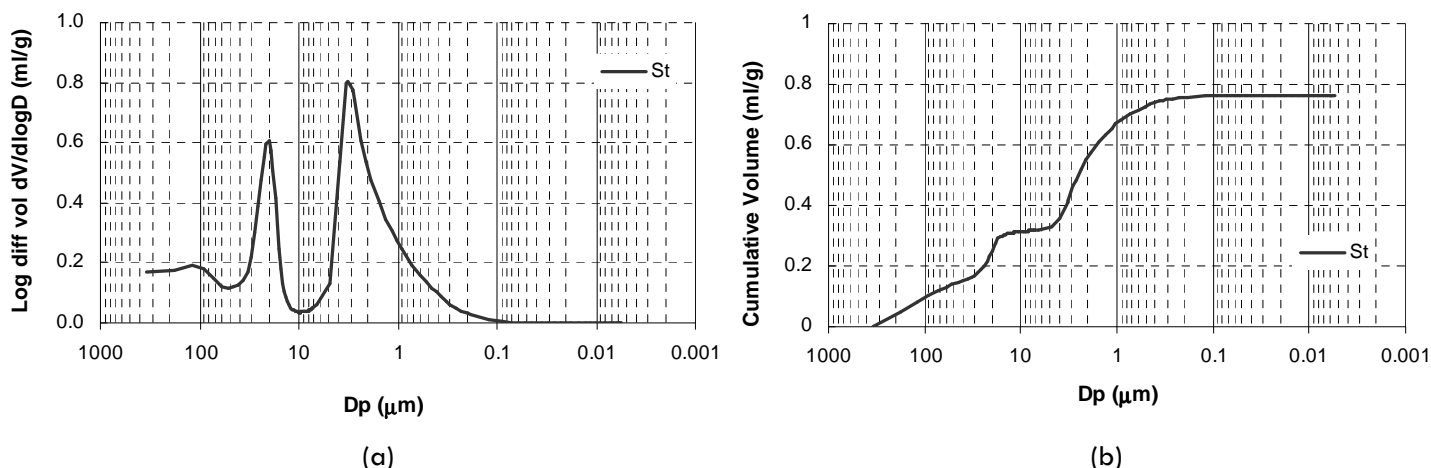 Log diff vol dV/dlogD (ml/g)
1.0
0.8
0.6
0.4
0.2
0.0
St
1000 100 10 1 0.1 0.01 0.001
Dp (μm)
(a)
Cumulative Volume (ml/g)
1
0.8
0.6
0.4
0.2
0
St
1000 100 10 1 0.1 0.01 0.001
Dp (μm)
(b)